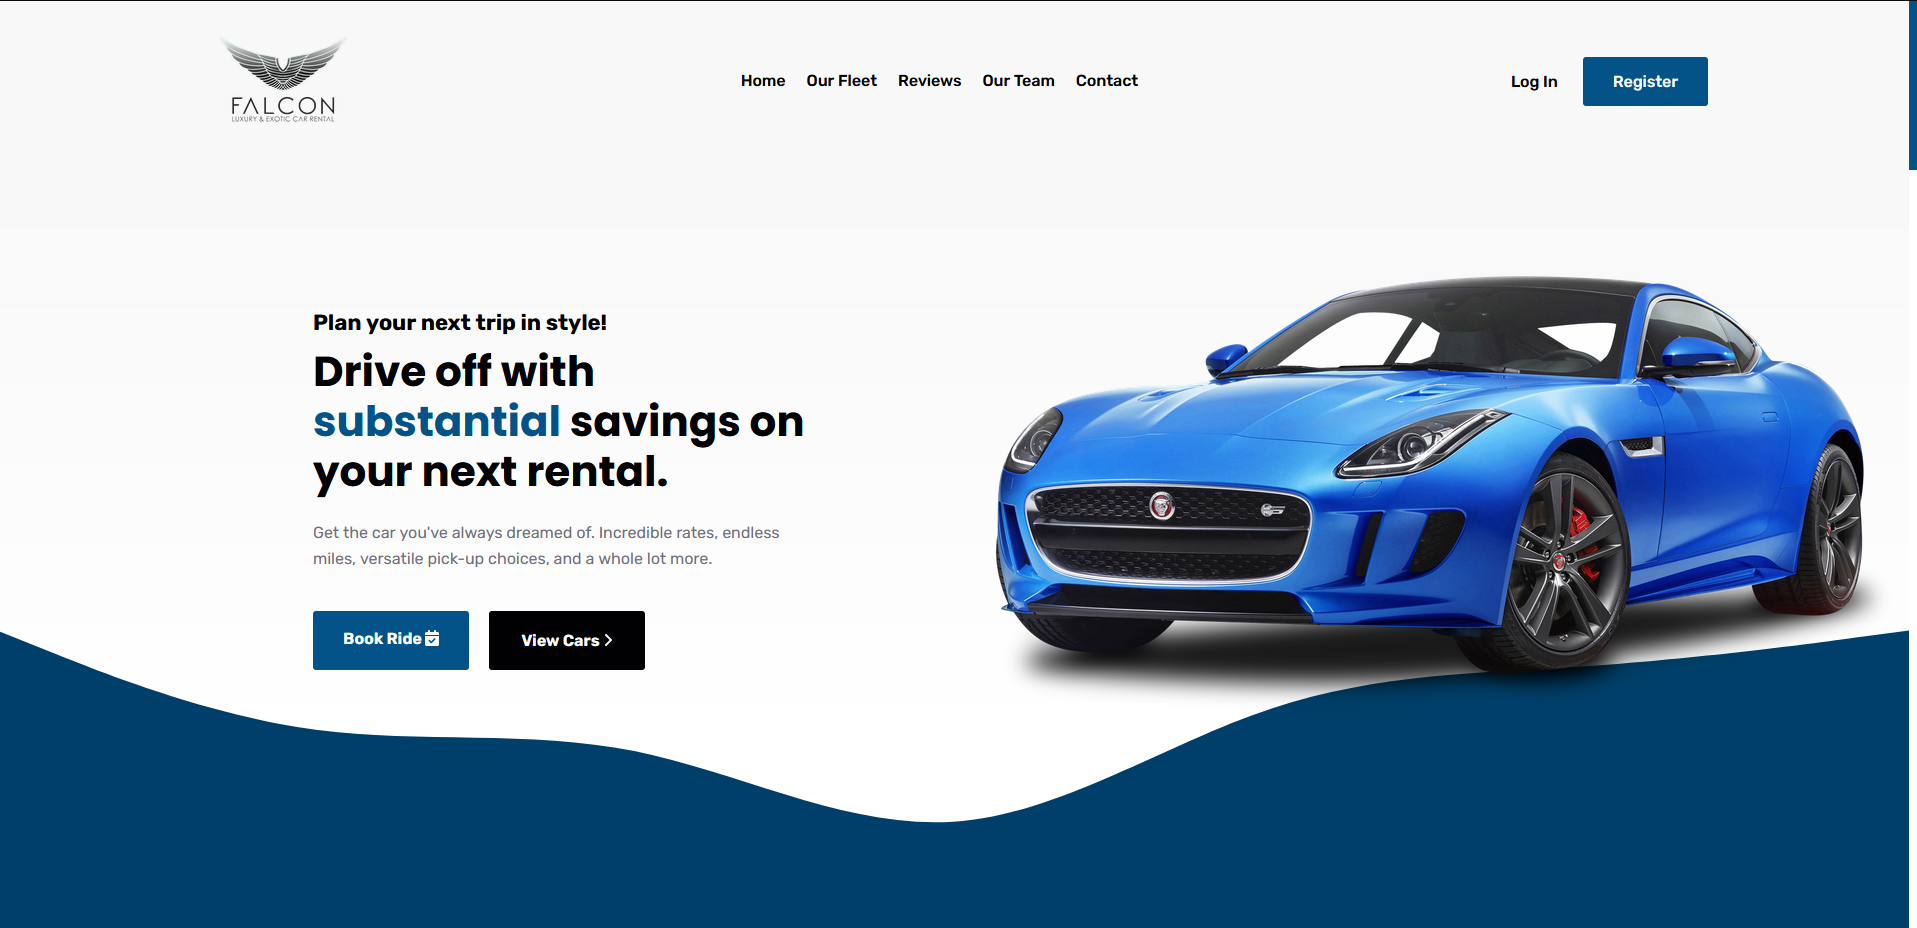 FALCON
LUXURY & EXOTIC CAR RENTAL
Home Our Fleet Reviews Our Team Contact
Log In Register
Plan your next trip in style!
Drive off with
substantial savings on
your next rental.
Get the car you've always dreamed of. Incredible rates, endless
miles, versatile pick-up choices, and a whole lot more.
Book Ride View Cars